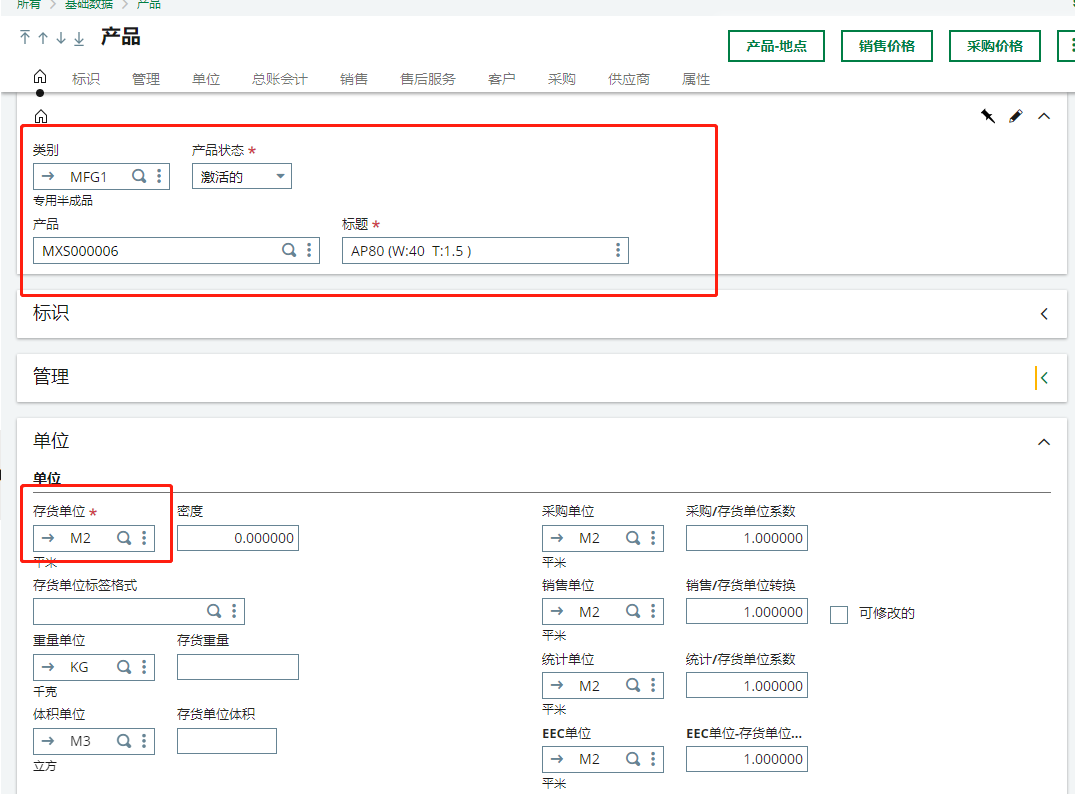 所有 基础数据 产品
产品
产品-地点 销售价格 采购价格
标识 管理 单位 总账会计 销售 售后服务 客户 采购 供应商 属性
类别 产品状态 *
MFG1 激活的
专用半成品
产品 标题 *
MXS000006 AP80 (W:40 T:1.5 )
标识
管理
单位
单位
存货单位 * 密度 采购单位 采购/存货单位系数
M2 0.000000 M2 1.000000
平米 平米
存货单位标签格式 销售单位 销售/存货单位转换
M2 1.000000 可修改的
平米
重量单位 存货重量 统计单位 统计/存货单位系数
KG M2 1.000000
千克 平米
体积单位 存货单位体积 EEC单位 EEC单位-存货单位...
M3 M2 1.000000
立方 平米